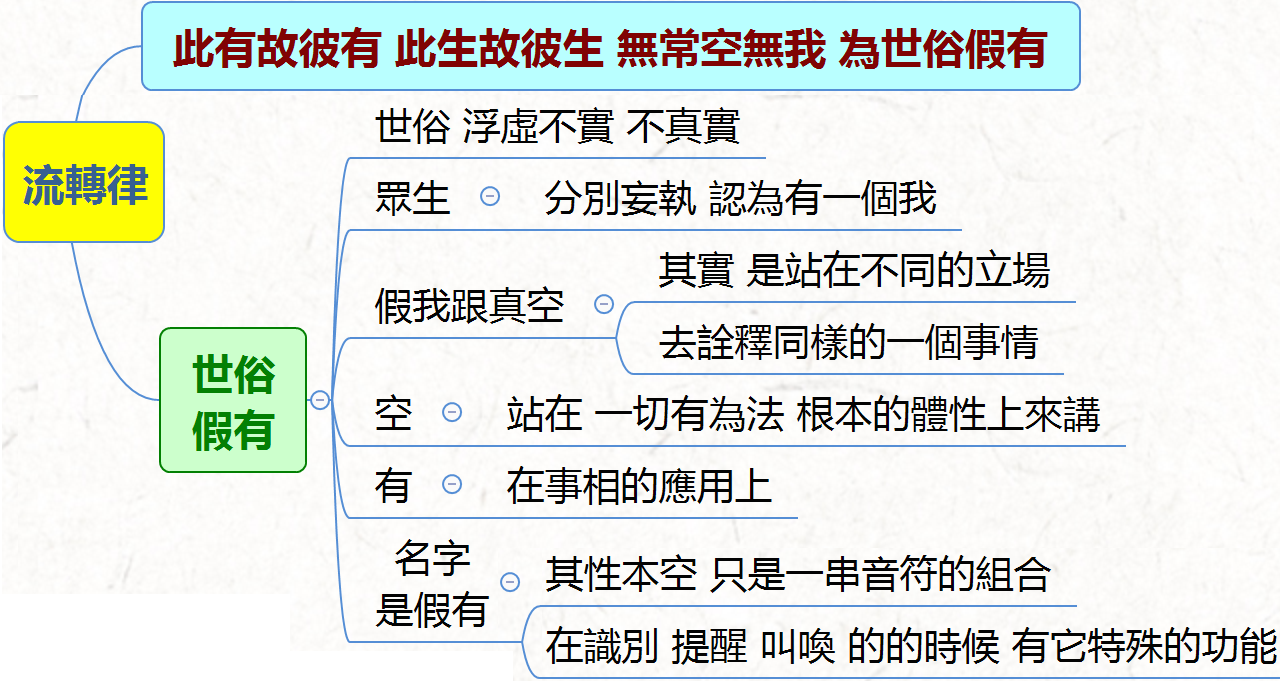 此有故彼有 此生故彼生 無常空無我 為世俗假有
流轉律
世俗 浮虛不實 不真實
眾生
分別妄執 認為有一個我
假我跟真空
其實 是站在不同的立場
去詮釋同樣的一個事情
世俗
假有
空
站在 一切有為法 根本的體性上來講
有
在事相的應用上
名字
是假有
其性本空 只是一串音符的組合
在識別 提醒 叫喚 的的時候 有它特殊的功能